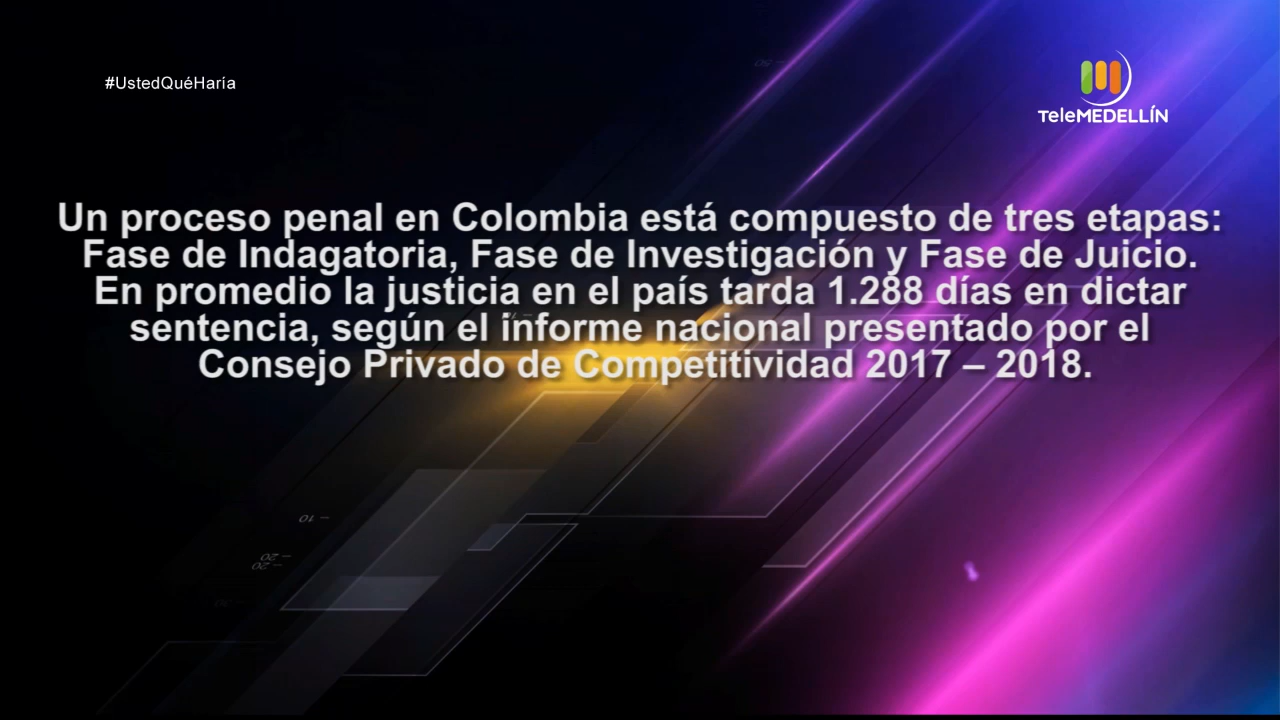 #UstedQuéHaría
TeleMEDELLÍN
Un proceso penal en Colombia está compuesto de tres etapas:
Fase de Indagatoria, Fase de Investigación y Fase de Juicio.
En promedio la justicia en el país tarda 1.288 días en dictar
sentencia, según el informe nacional presentado por el
Consejo Privado de Competitividad 2017 – 2018.